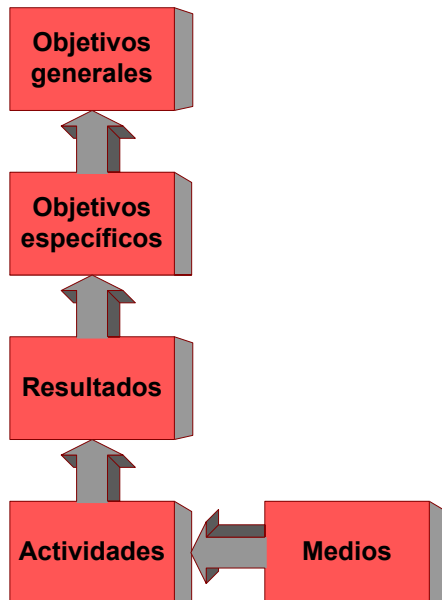 Objetivos
generales
Objetivos
específicos
Resultados
Actividades
Medios